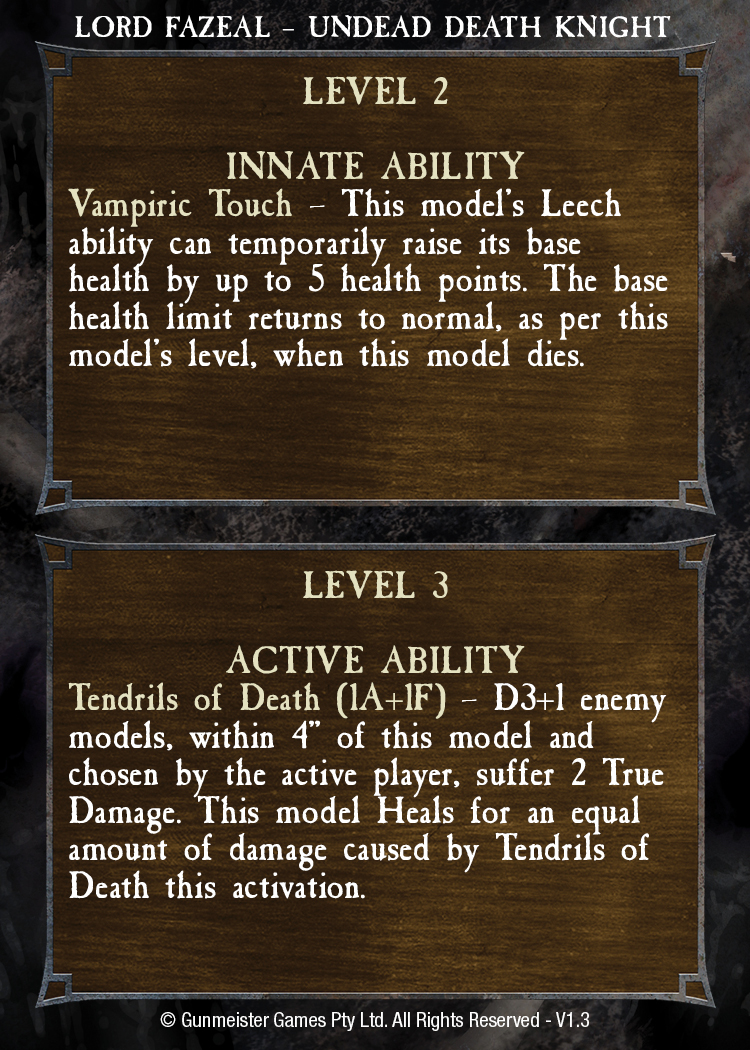 LORD FAZEAL – UNDEAD DEATH KNIGHT
LEVEL 2
INNATE ABILITY
Vampiric Touch – This model's Leech
ability can temporarily raise its base
health by up to 5 health points. The base
health limit returns to normal, as per this
model's level, when this model dies.
LEVEL 3
ACTIVE ABILITY
Tendrils of Death (1A+1F) – D3+1 enemy
models, within 4" of this model and
chosen by the active player, suffer 2 True
Damage. This model Heals for an equal
amount of damage caused by Tendrils of
Death this activation.
© Gunmeister Games Pty Ltd. All Rights Reserved - V1.3